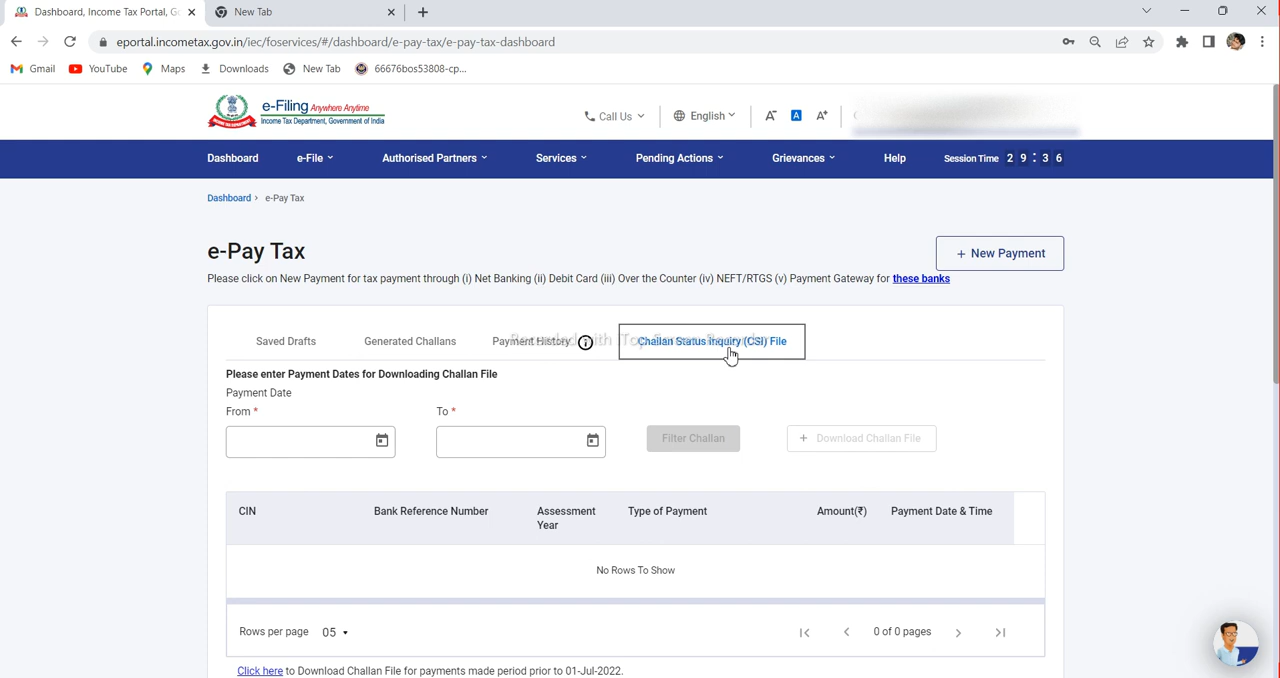 Dashboard, Income Tax Portal, G
New Tab
eportal.incometax.gov.in/iec/foservices/#/dashboard/e-pay-tax/e-pay-tax-dashboard
Gmail YouTube Maps Downloads New Tab 66676bos53808-cp...
e-Filing Anywhere Anytime
Income Tax Department, Government of India
Call Us English A- A A+
Dashboard e-File Authorised Partners Services Pending Actions Grievances Help Session Time 2 9 : 3 6
Dashboard > e-Pay Tax
e-Pay Tax
+ New Payment
Please click on New Payment for tax payment through (i) Net Banking (ii) Debit Card (iii) Over the Counter (iv) NEFT/RTGS (v) Payment Gateway for these banks
Saved Drafts Generated Challans Payment History Challan Status Inquiry (CSI) File
Please enter Payment Dates for Downloading Challan File
Payment Date
From * To *
Filter Challan + Download Challan File
CIN Bank Reference Number Assessment Year Type of Payment Amount(₹) Payment Date & Time
No Rows To Show
Rows per page 05 0 of 0 pages
Click here to Download Challan File for payments made period prior to 01-Jul-2022.